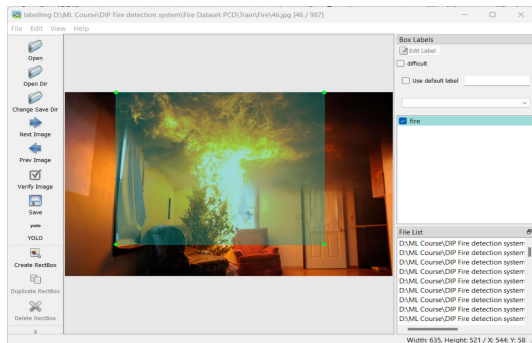 labelImg D:\ML Course\DIP Fire detection system\Fire Dataset PCD\Train\Fire\46.jpg [46 / 987]
File Edit View Help
Open
Open Dir
Change Save Dir
Next Image
Prev Image
Verify Image
Save
yolo
YOLO
Create RectBox
Duplicate RectBox
Delete RectBox
Box Labels
Edit Label
difficult
Use default label
fire
File List
D:\ML Course\DIP Fire detection system
D:\ML Course\DIP Fire detection system
D:\ML Course\DIP Fire detection system
D:\ML Course\DIP Fire detection system
D:\ML Course\DIP Fire detection system
D:\ML Course\DIP Fire detection system
D:\ML Course\DIP Fire detection system
D:\ML Course\DIP Fire detection system
D:\ML Course\DIP Fire detection system
Width: 635, Height: 521 / X: 544; Y: 58